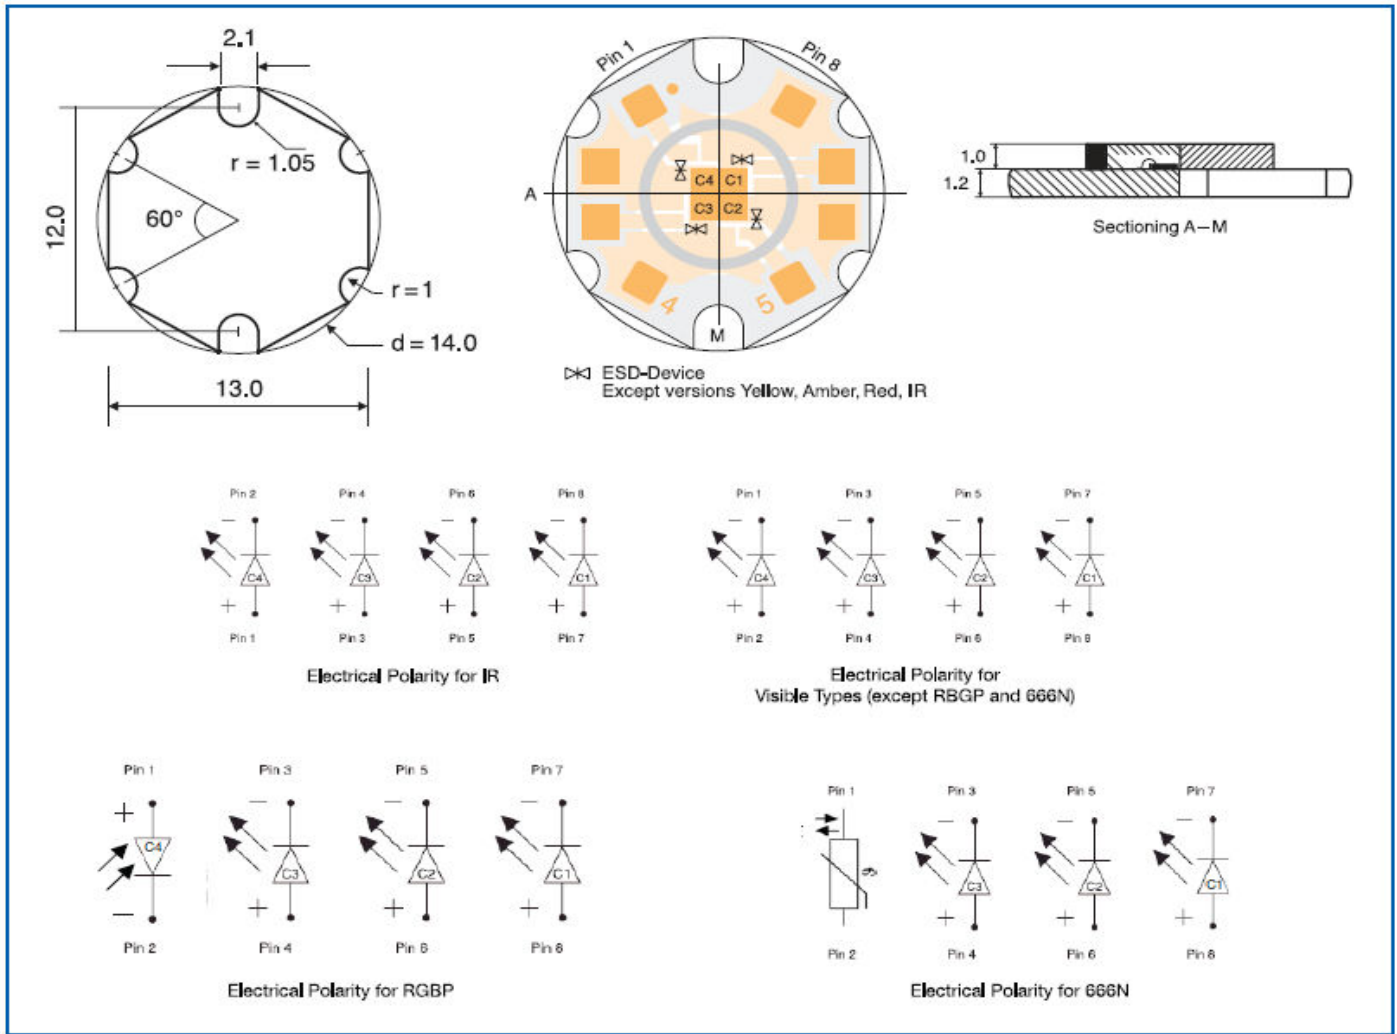 2.1
r = 1.05
12.0
60°
r = 1
d = 14.0
13.0
Pin 1
Pin 8
C4 C1
C3 C2
A
4
5
M
ESD-Device
Except versions Yellow, Amber, Red, IR
1.0
1.2
Sectioning A–M
Pin 2 Pin 4 Pin 6 Pin 8
− − − −
C4 C3 C2 C1
+ + + +
Pin 1 Pin 3 Pin 5 Pin 7
Electrical Polarity for IR
Pin 1 Pin 3 Pin 5 Pin 7
− − − −
C4 C3 C2 C1
+ + + +
Pin 2 Pin 4 Pin 6 Pin 8
Electrical Polarity for
Visible Types (except RBGP and 666N)
Pin 1 Pin 3 Pin 5 Pin 7
+ − − −
C4 C3 C2 C1
− + + +
Pin 2 Pin 4 Pin 6 Pin 8
Electrical Polarity for RGBP
Pin 1 Pin 3 Pin 5 Pin 7
− − −
ϑ C3 C2 C1
+ + +
Pin 2 Pin 4 Pin 6 Pin 8
Electrical Polarity for 666N